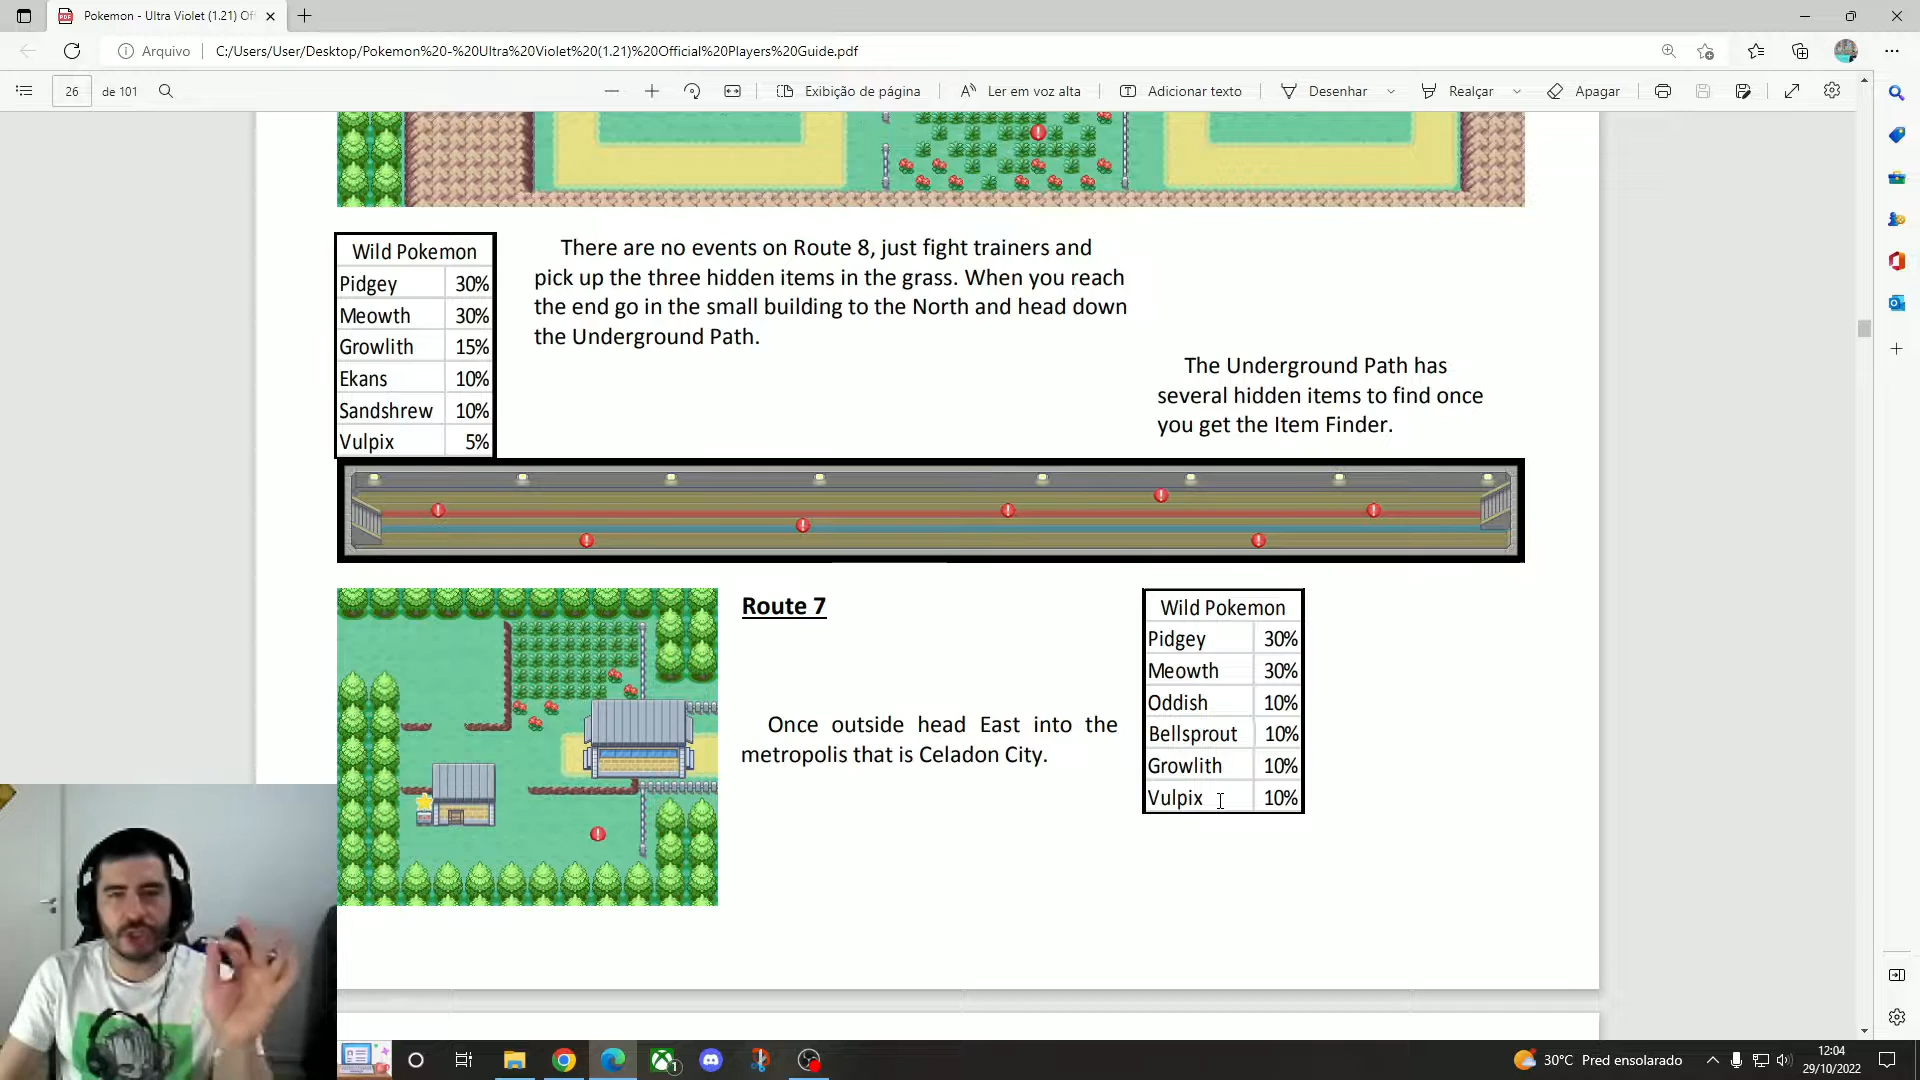 Pokemon - Ultra Violet (1.21) Of
Arquivo
C:/Users/User/Desktop/Pokemon%20-%20Ultra%20Violet%20(1.21)%20Official%20Players%20Guide.pdf
26
de 101
Exibição de página
Ler em voz alta
Adicionar texto
Desenhar
Realçar
Apagar
Wild Pokemon
Pidgey 30%
Meowth 30%
Growlith 15%
Ekans 10%
Sandshrew 10%
Vulpix 5%
There are no events on Route 8, just fight trainers and
pick up the three hidden items in the grass. When you reach
the end go in the small building to the North and head down
the Underground Path.
The Underground Path has
several hidden items to find once
you get the Item Finder.
Route 7
Once outside head East into the
metropolis that is Celadon City.
Wild Pokemon
Pidgey 30%
Meowth 30%
Oddish 10%
Bellsprout 10%
Growlith 10%
Vulpix 10%
1
30°C Pred ensolarado
12:04
29/10/2022